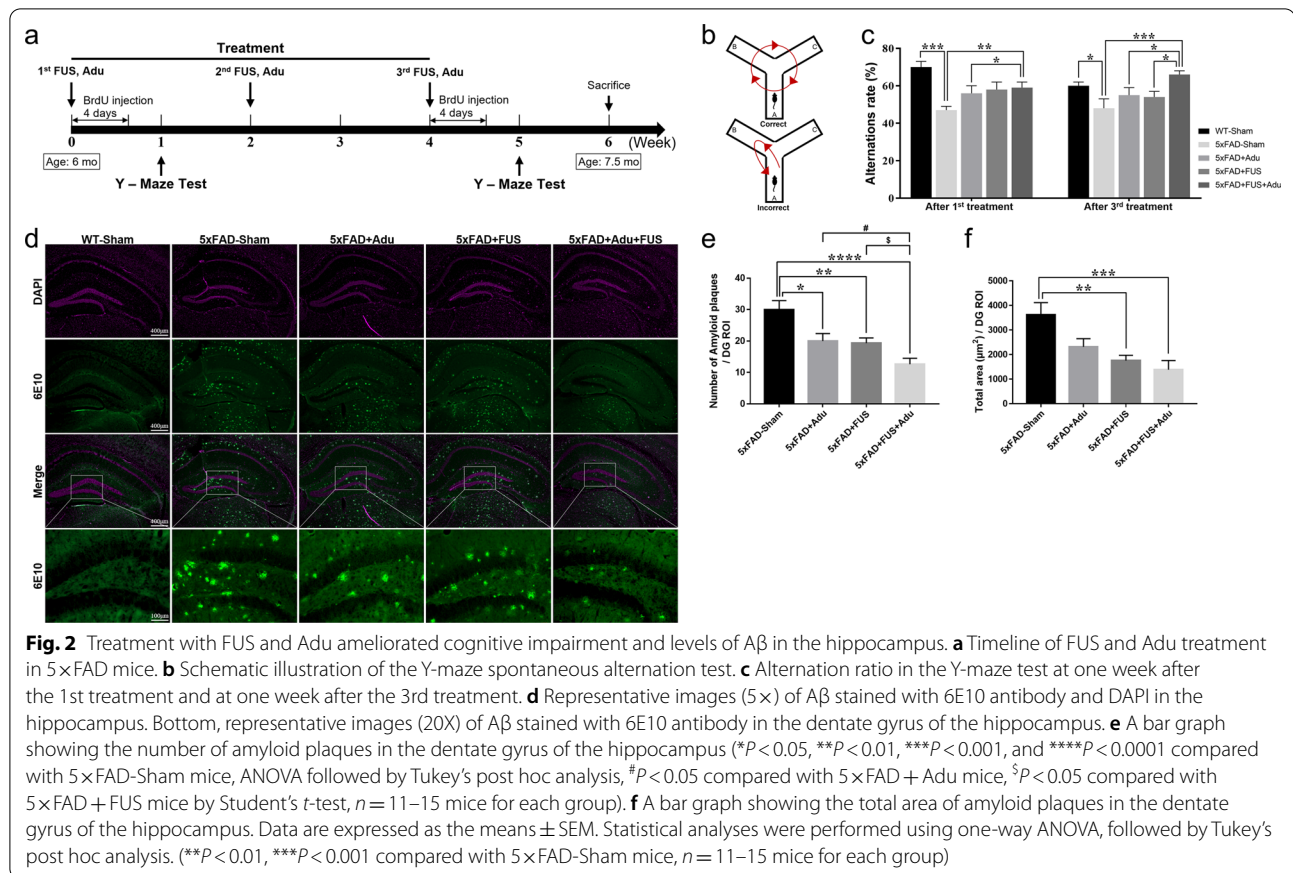 a
Treatment
1st FUS, Adu
2nd FUS, Adu
3rd FUS, Adu
Sacrifice
BrdU injection
4 days
BrdU injection
4 days
0 1 2 4 5 6 (Week)
Age: 6 mo
Age: 7.5 mo
Y – Maze Test
Y – Maze Test
b
B C
A
Correct
B C
A
Incorrect
c
Alternations rate (%)
80
60
40
20
0
*** ** *
* *** * *
After 1st treatment
After 3rd treatment
WT-Sham
5xFAD-Sham
5xFAD+Adu
5xFAD+FUS
5xFAD+FUS+Adu
d
WT-Sham 5xFAD-Sham 5xFAD+Adu 5xFAD+FUS 5xFAD+Adu+FUS
DAPI
400μm
6E10
400μm
Merge
400μm
6E10
100μm
e
Number of Amyloid plaques
/ DG ROI
40
30
20
10
0
#
$
****
**
*
5xFAD-Sham
5xFAD+Adu
5xFAD+FUS
5xFAD+FUS+Adu
f
Total area (μm²) / DG ROI
5000
4000
3000
2000
1000
0
***
**
5xFAD-Sham
5xFAD+Adu
5xFAD+FUS
5xFAD+FUS+Adu
Fig. 2 Treatment with FUS and Adu ameliorated cognitive impairment and levels of Aβ in the hippocampus. a Timeline of FUS and Adu treatment
in 5×FAD mice. b Schematic illustration of the Y-maze spontaneous alternation test. c Alternation ratio in the Y-maze test at one week after
the 1st treatment and at one week after the 3rd treatment. d Representative images (5×) of Aβ stained with 6E10 antibody and DAPI in the
hippocampus. Bottom, representative images (20X) of Aβ stained with 6E10 antibody in the dentate gyrus of the hippocampus. e A bar graph
showing the number of amyloid plaques in the dentate gyrus of the hippocampus (*P < 0.05, **P < 0.01, ***P < 0.001, and ****P < 0.0001 compared
with 5×FAD-Sham mice, ANOVA followed by Tukey's post hoc analysis, #P < 0.05 compared with 5×FAD + Adu mice, $P < 0.05 compared with
5×FAD + FUS mice by Student's t-test, n = 11–15 mice for each group). f A bar graph showing the total area of amyloid plaques in the dentate
gyrus of the hippocampus. Data are expressed as the means ± SEM. Statistical analyses were performed using one-way ANOVA, followed by Tukey's
post hoc analysis. (**P < 0.01, ***P < 0.001 compared with 5×FAD-Sham mice, n = 11–15 mice for each group)